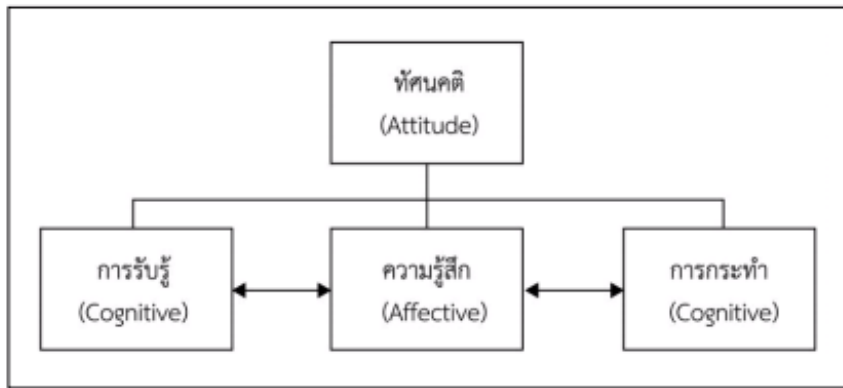 ทัศนคติ
(Attitude)
การรับรู้
(Cognitive)
ความรู้สึก
(Affective)
การกระทำ
(Cognitive)